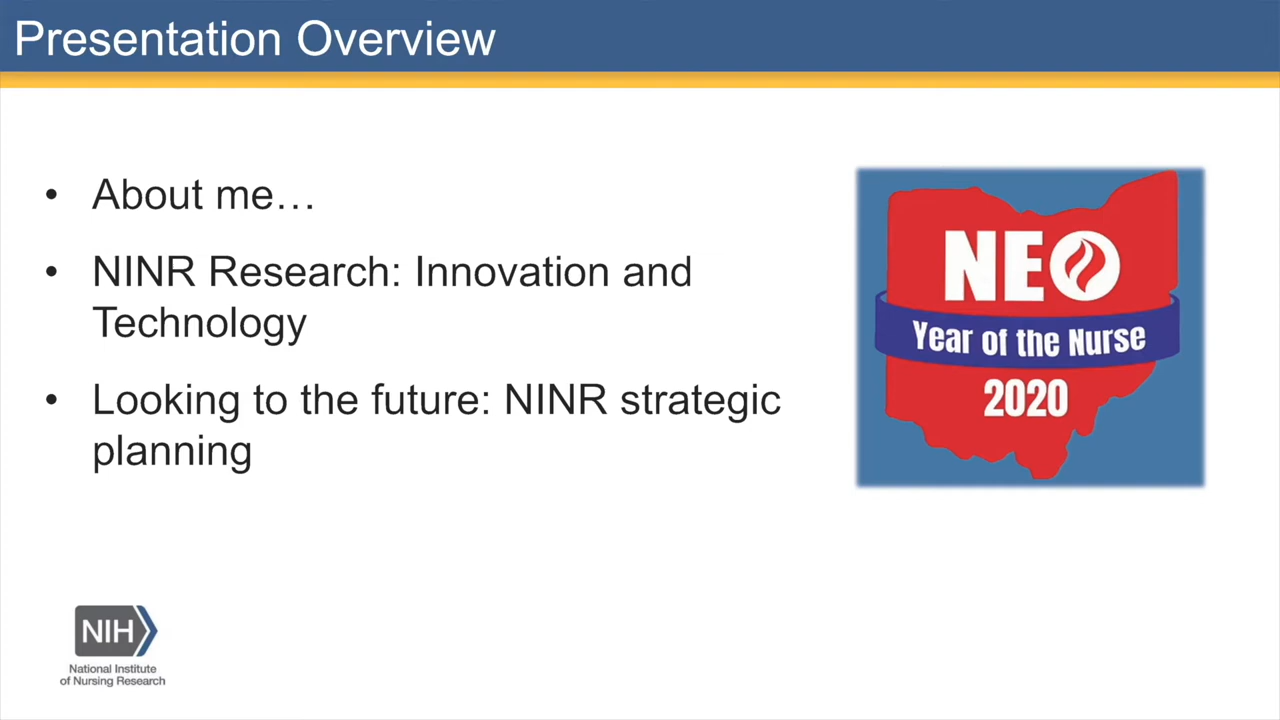 Presentation Overview
• About me…
• NINR Research: Innovation and
Technology
• Looking to the future: NINR strategic
planning
NEO
Year of the Nurse
2020
NIH
National Institute
of Nursing Research